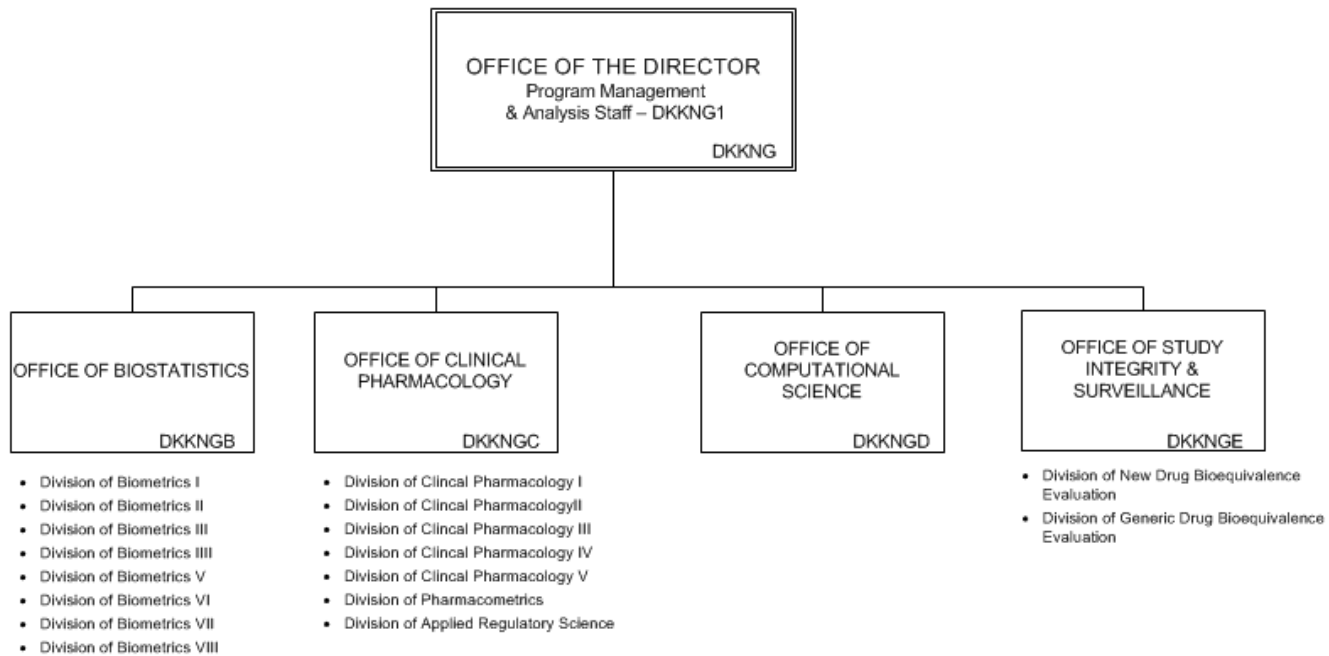 OFFICE OF THE DIRECTOR
Program Management
& Analysis Staff – DKKNG1
DKKNG
OFFICE OF BIOSTATISTICS
DKKNGB
• Division of Biometrics I
• Division of Biometrics II
• Division of Biometrics III
• Division of Biometrics IIII
• Division of Biometrics V
• Division of Biometrics VI
• Division of Biometrics VII
• Division of Biometrics VIII
OFFICE OF CLINICAL
PHARMACOLOGY
DKKNGC
• Division of Clincal Pharmacology I
• Division of Clincal PharmacologyII
• Division of Clincal Pharmacology III
• Division of Clincal Pharmacology IV
• Division of Clincal Pharmacology V
• Division of Pharmacometrics
• Division of Applied Regulatory Science
OFFICE OF
COMPUTATIONAL
SCIENCE
DKKNGD
OFFICE OF STUDY
INTEGRITY &
SURVEILLANCE
DKKNGE
• Division of New Drug Bioequivalence
Evaluation
• Division of Generic Drug Bioequivalence
Evaluation